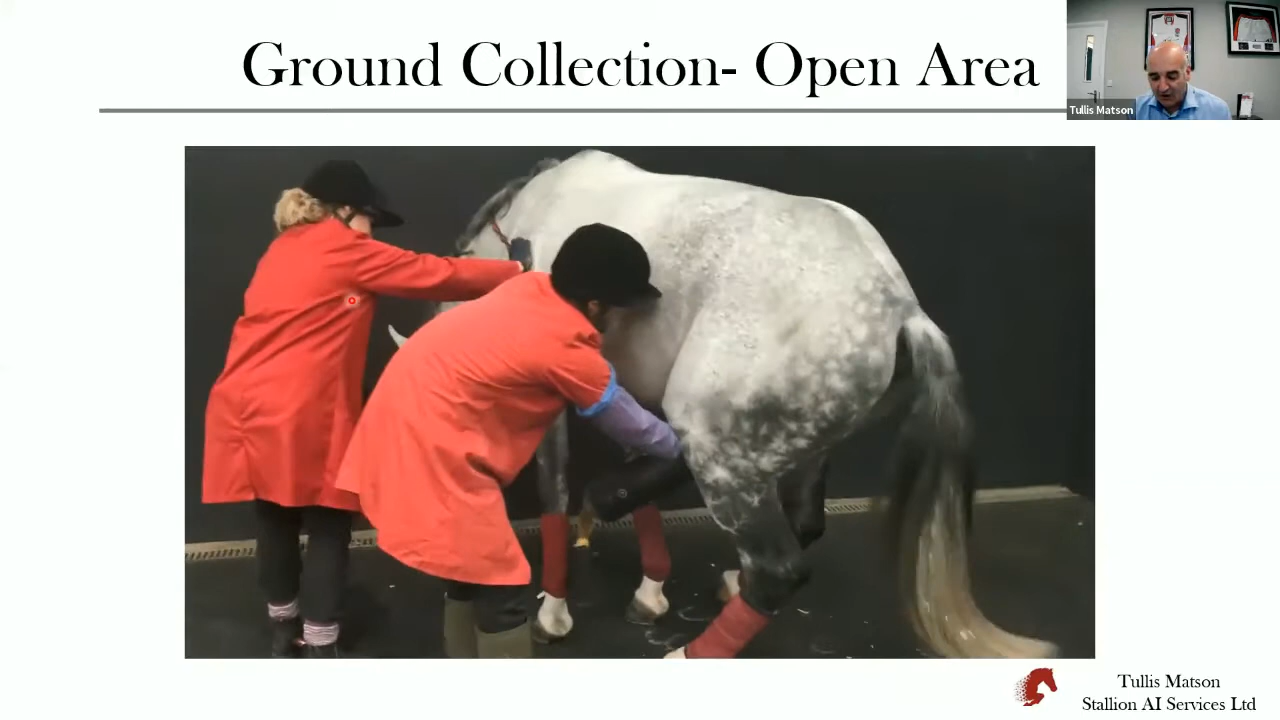 Ground Collection- Open Area
Tullis Matson
Tullis Matson
Stallion AI Services Ltd